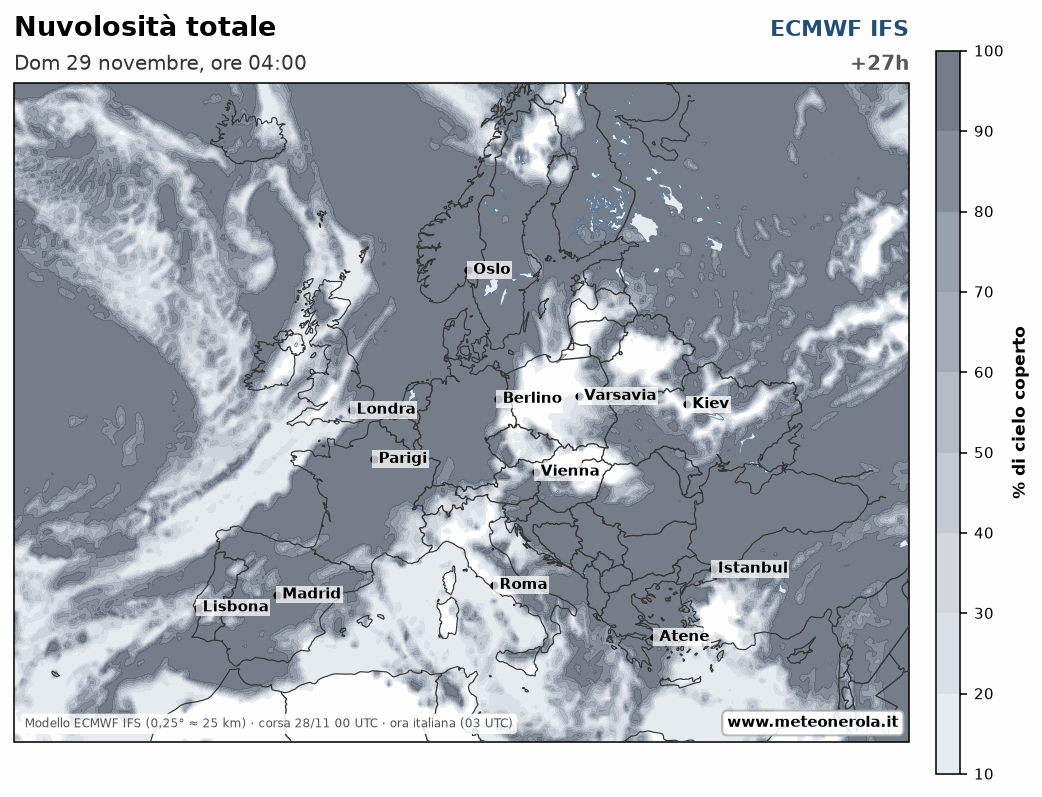 Nuvolosità totale
ECMWF IFS
Dom 29 novembre, ore 04:00
+27h
100
90
80
70
60
50
40
30
20
10
% di cielo coperto
Oslo
Londra
Berlino
Varsavia
Kiev
Parigi
Vienna
Istanbul
Roma
Madrid
Lisbona
Atene
Modello ECMWF IFS (0,25° ≈ 25 km) · corsa 28/11 00 UTC · ora italiana (03 UTC)
www.meteonerola.it